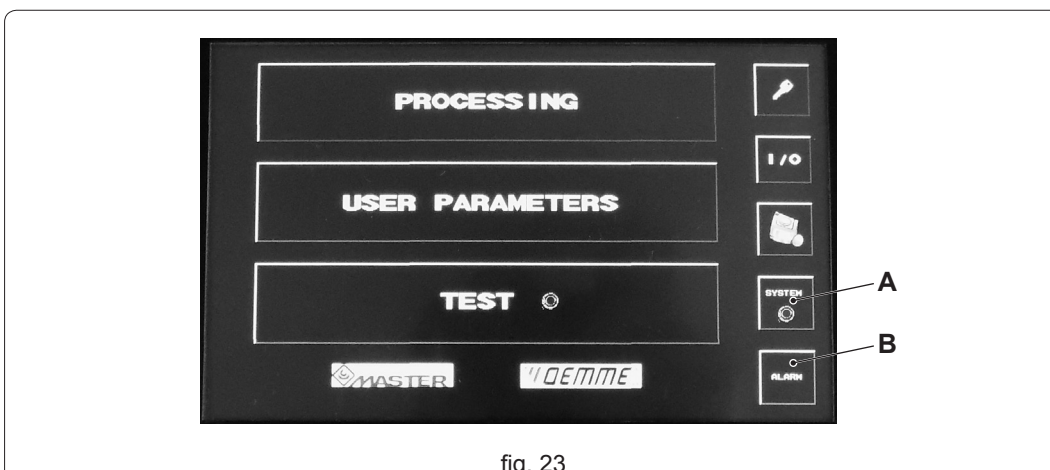 PROCESSING
I/O
USER PARAMETERS
SYSTEM
A
TEST
B
ALARM
MASTER
OEMME
fig. 23